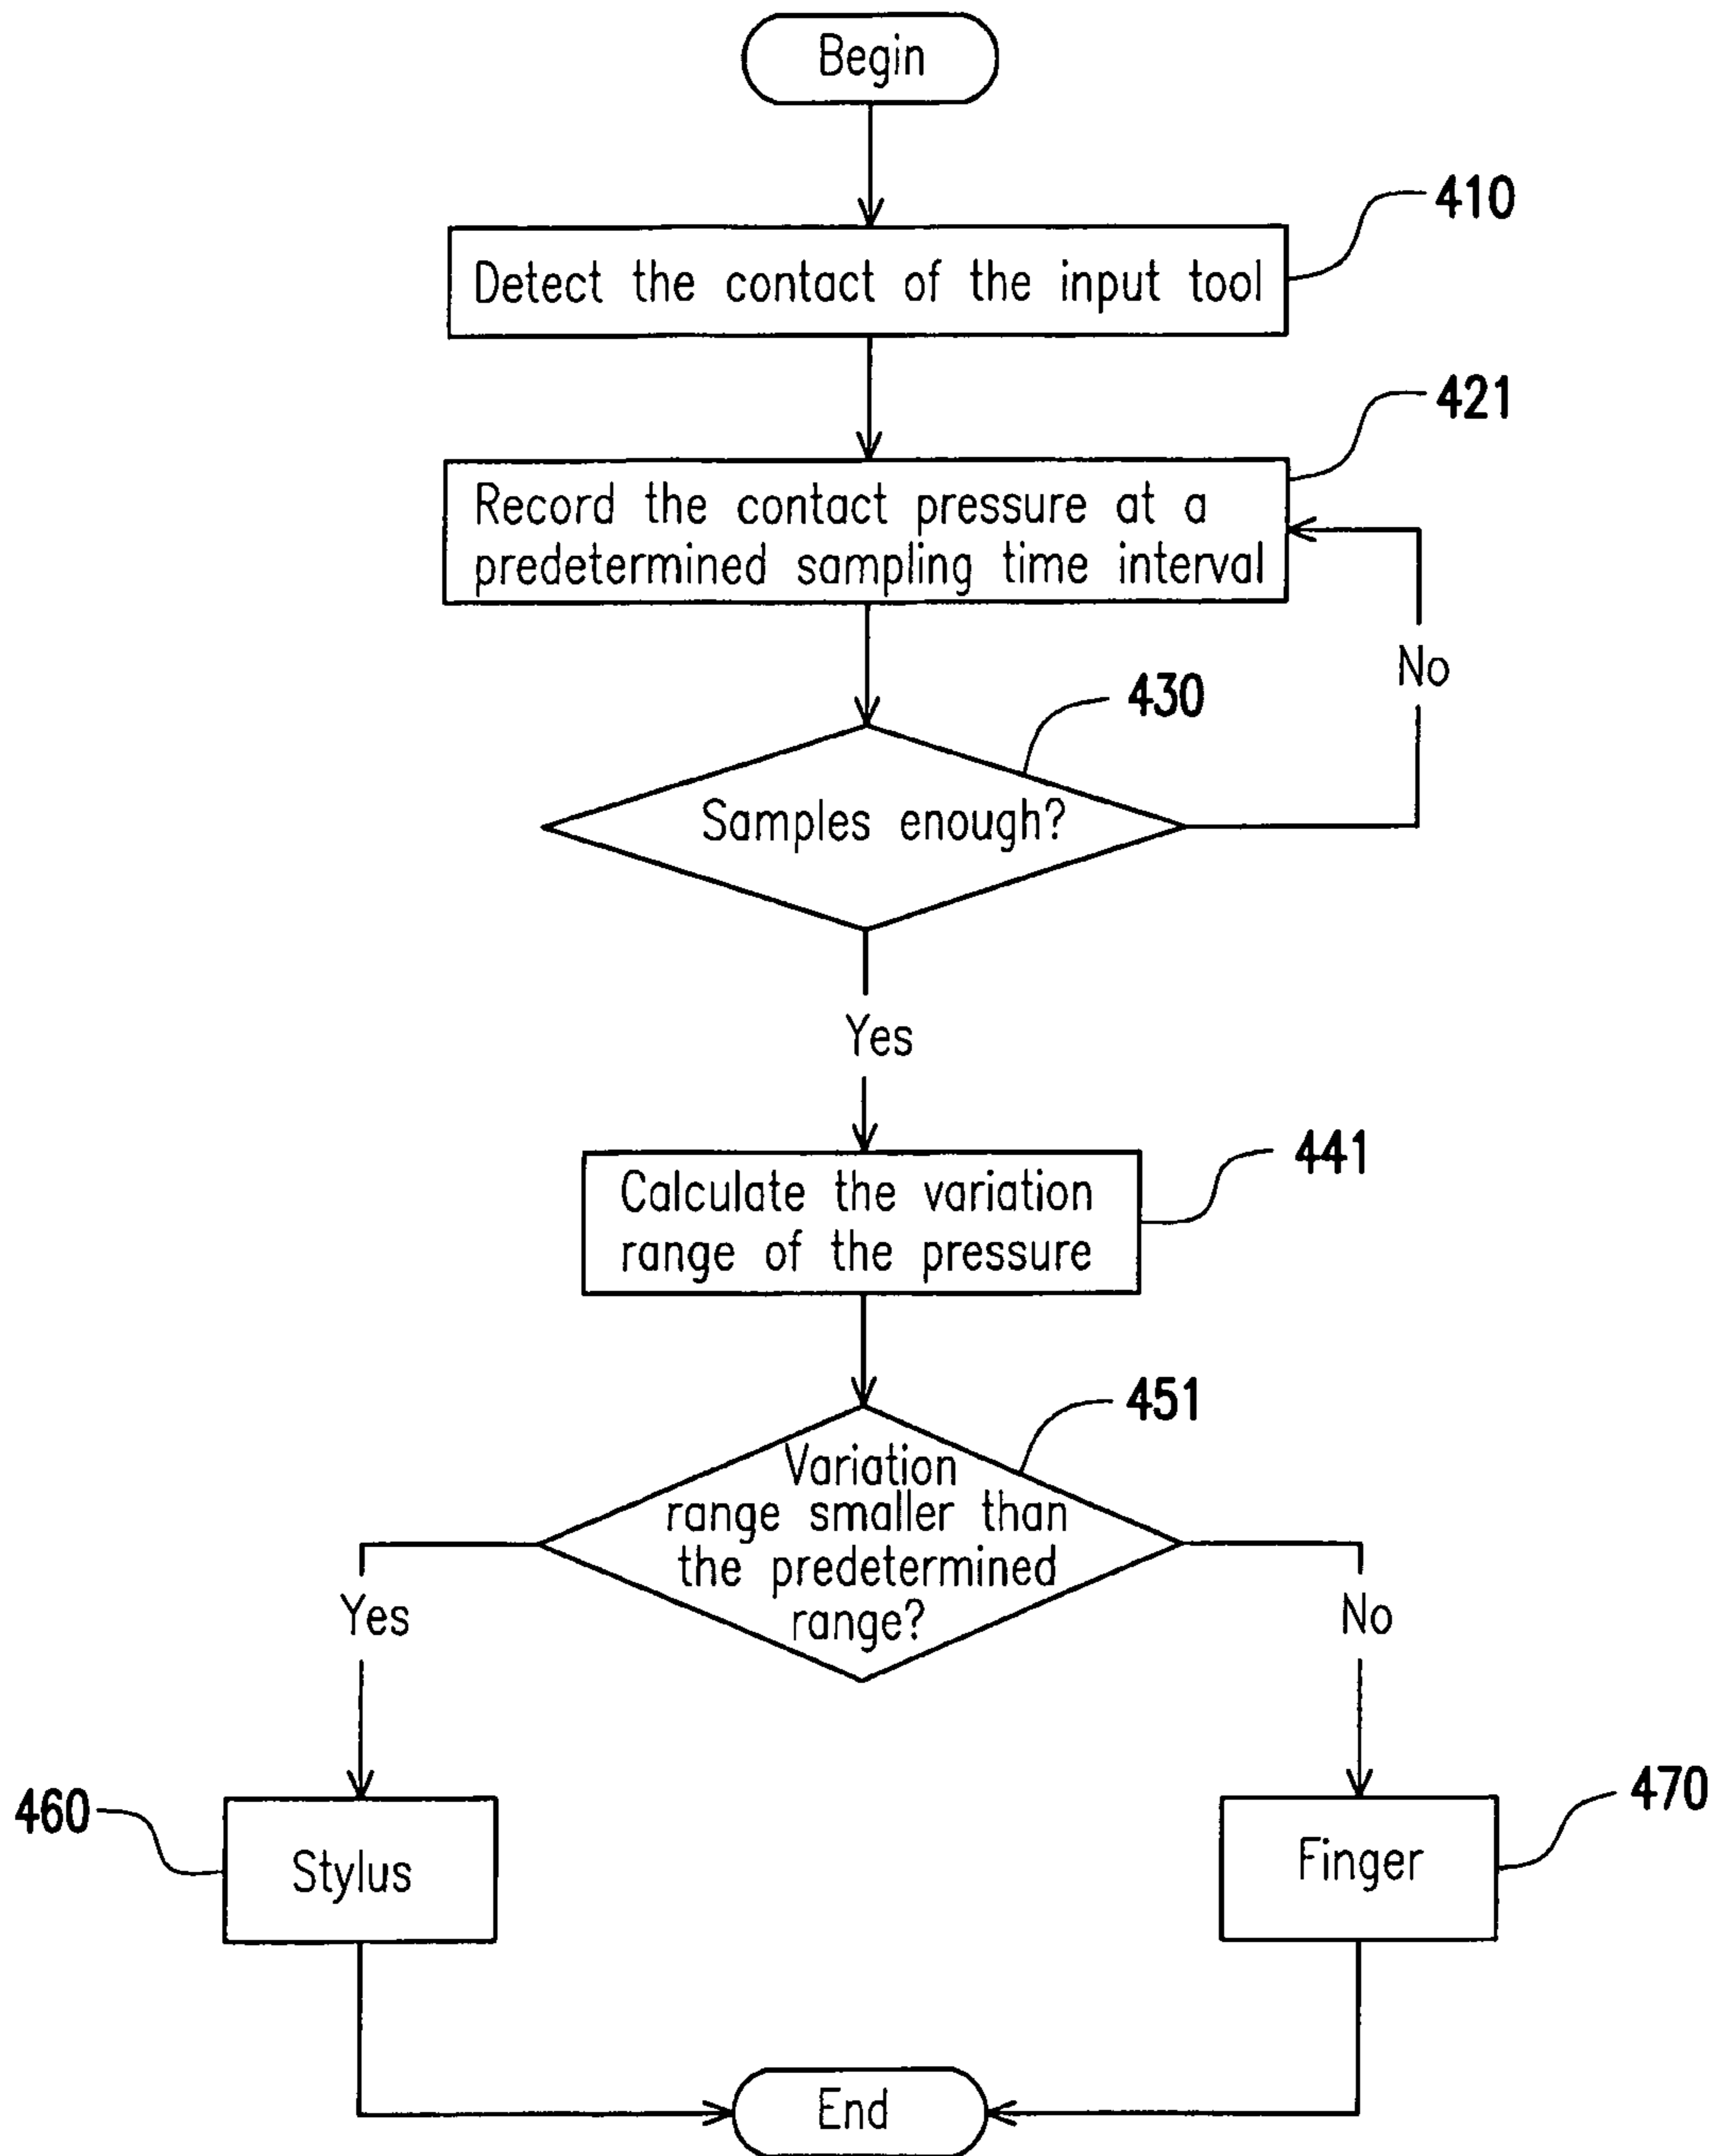 Begin
410
Detect the contact of the input tool
421
Record the contact pressure at a
predetermined sampling time interval
No
430
Samples enough?
Yes
441
Calculate the variation
range of the pressure
451
Variation
range smaller than
the predetermined
range?
Yes
No
460
Stylus
470
Finger
End